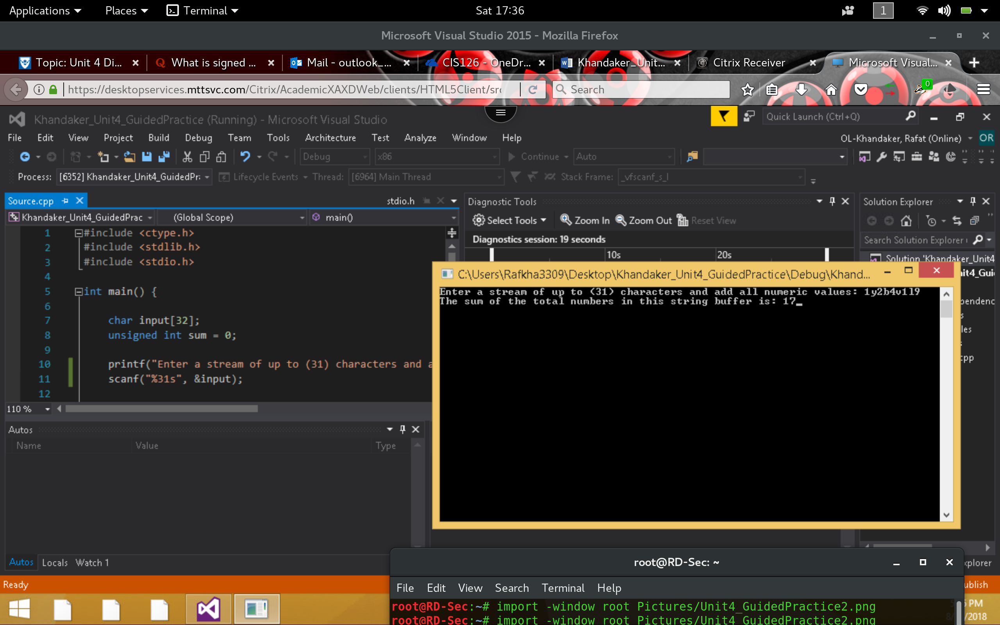 Applications Places Terminal Sat 17:36 1
Microsoft Visual Studio 2015 - Mozilla Firefox
Topic: Unit 4 Di... What is signed ... Mail - outlook_... CIS126 - OneDr... Khandaker_Unit... Citrix Receiver Microsoft Visual...
https://desktopservices.mttsvc.com/Citrix/AcademicXAXDWeb/clients/HTML5Client/src Search 0
Khandaker_Unit4_GuidedPractice (Running) - Microsoft Visual Studio Quick Launch (Ctrl+Q)
File Edit View Project Build Debug Team Tools Architecture Test Analyze Window Help OL-Khandaker, Rafat (Online) OR
Debug x86 Continue Auto
Process: [6352] Khandaker_Unit4_GuidedPr Lifecycle Events Thread: [6964] Main Thread Stack Frame: _vfscanf_s_l
Source.cpp stdio.h Diagnostic Tools Solution Explorer
Khandaker_Unit4_GuidedPrac (Global Scope) main() Select Tools Zoom In Zoom Out Reset View
1 #include <ctype.h>
Diagnostics session: 19 seconds Search Solution Explorer
2 #include <stdlib.h>
10s 20s
3 #include <stdio.h>
Solution 'Khandaker_Unit4
4
C:\Users\Rafkha3309\Desktop\Khandaker_Unit4_GuidedPractice\Debug\Khand... it4_Gui
5 int main() {
Enter a stream of up to (31) characters and add all numeric values: 1y2b4v1l9
The sum of the total numbers in this string buffer is: 17_
pendenc
6
7 char input[32];
s
les
8 unsigned int sum = 0;
9
10 printf("Enter a stream of up to (31) characters and a
cpp
11 scanf("%31s", &input);
12
110 %
Autos
Name Value Type
Autos Locals Watch 1
root@RD-Sec: ~
xplorer
Ready
ublish
File Edit View Search Terminal Help
root@RD-Sec:~# import -window root Pictures/Unit4_GuidedPractice2.png
6 PM
root@RD-Sec:~# import -window root Pictures/Unit4_GuidedPractice2.png
/2018